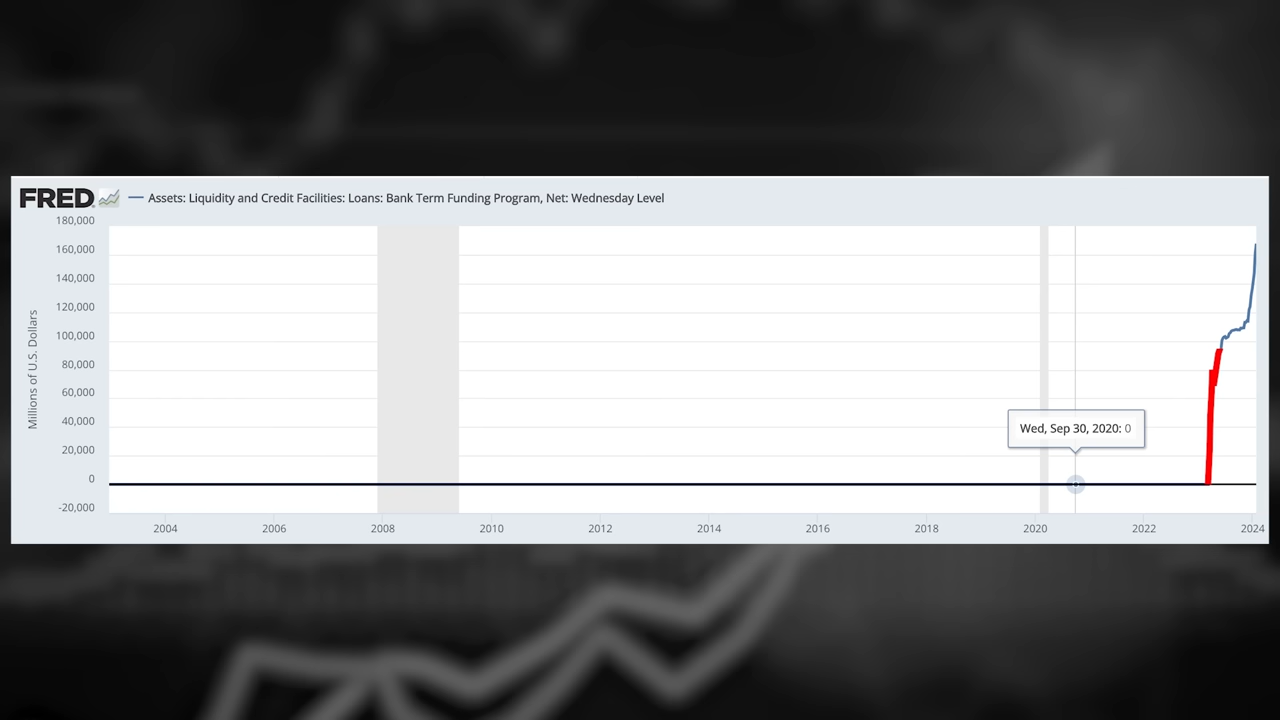 FRED
Assets: Liquidity and Credit Facilities: Loans: Bank Term Funding Program, Net: Wednesday Level
180,000
160,000
140,000
120,000
100,000
80,000
60,000
40,000
20,000
0
-20,000
Millions of U.S. Dollars
Wed, Sep 30, 2020: 0
2004 2006 2008 2010 2012 2014 2016 2018 2020 2022 2024